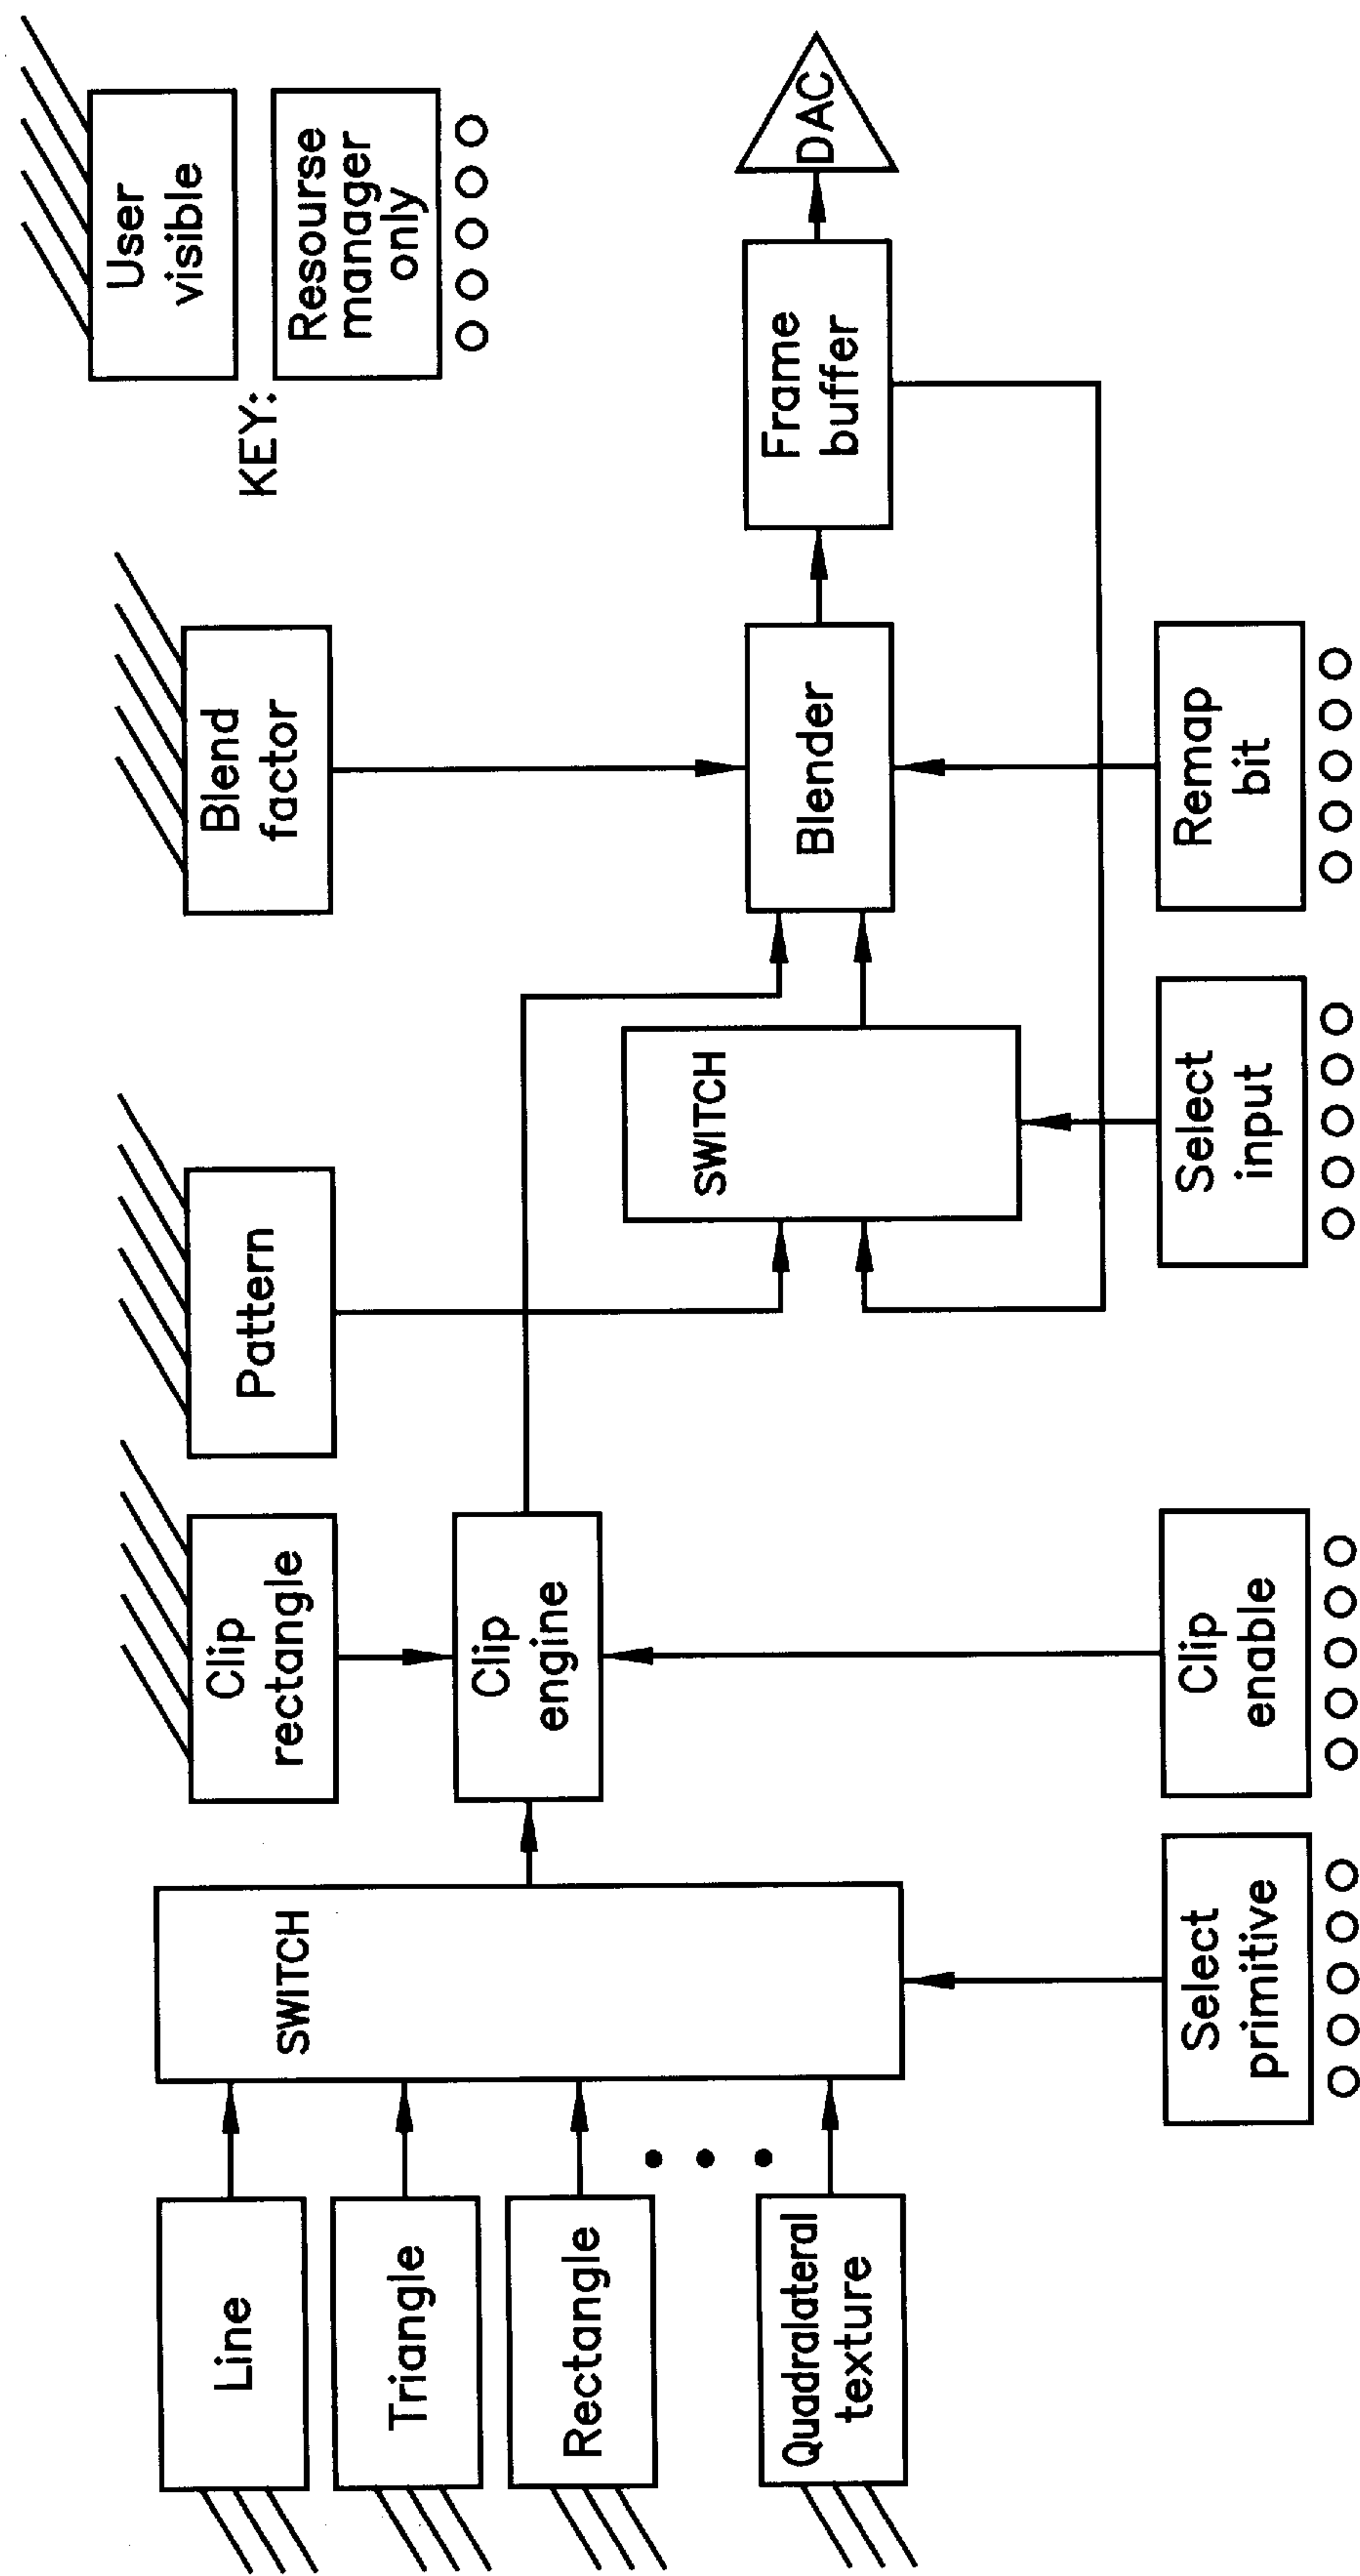 Line
Triangle
Rectangle
Quadralateral
texture
SWITCH
Select
primitive
Clip
rectangle
Clip
engine
Clip
enable
Pattern
SWITCH
Select
input
Blend
factor
Blender
Remap
bit
Frame
buffer
DAC
KEY:
User
visible
Resourse
manager
only